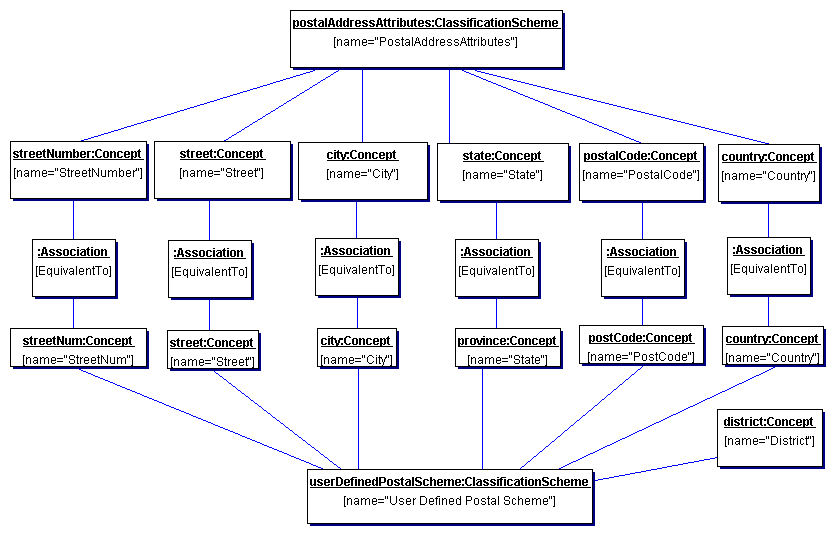 postalAddressAttributes:ClassificationScheme
[name="PostalAddressAttributes"]
streetNumber:Concept
[name="StreetNumber"]
street:Concept
[name="Street"]
city:Concept
[name="City"]
state:Concept
[name="State"]
postalCode:Concept
[name="PostalCode"]
country:Concept
[name="Country"]
:Association
[EquivalentTo]
:Association
[EquivalentTo]
:Association
[EquivalentTo]
:Association
[EquivalentTo]
:Association
[EquivalentTo]
:Association
[EquivalentTo]
streetNum:Concept
[name="StreetNum"]
street:Concept
[name="Street"]
city:Concept
[name="City"]
province:Concept
[name="State"]
postCode:Concept
[name="PostCode"]
country:Concept
[name="Country"]
district:Concept
[name="District"]
userDefinedPostalScheme:ClassificationScheme
[name="User Defined Postal Scheme"]